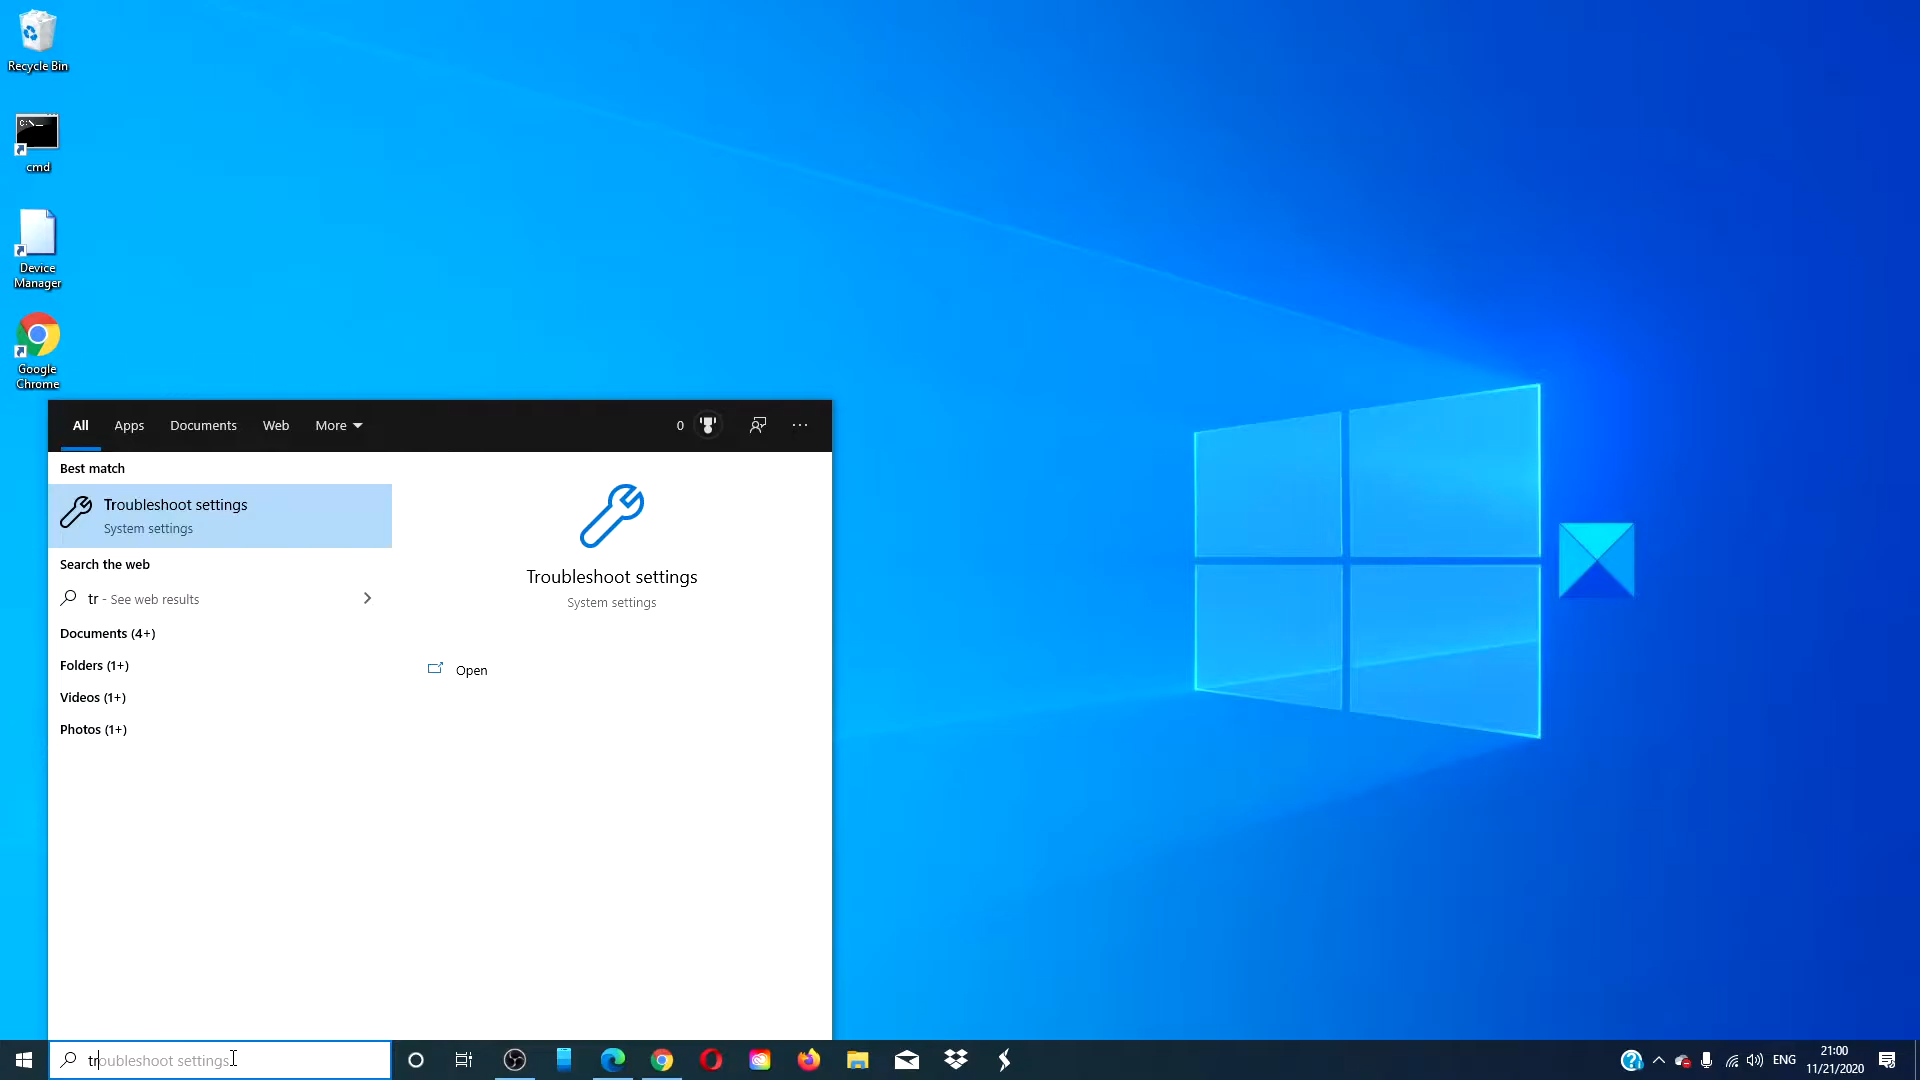 Recycle Bin
C:\._
cmd
Device
Manager
Google
Chrome
All
Apps
Documents
Web
More
0
Best match
Troubleshoot settings
System settings
Search the web
tr - See web results
Documents (4+)
Folders (1+)
Videos (1+)
Photos (1+)
Troubleshoot settings
System settings
Open
troubleshoot settings
ENG
21:00
11/21/2020